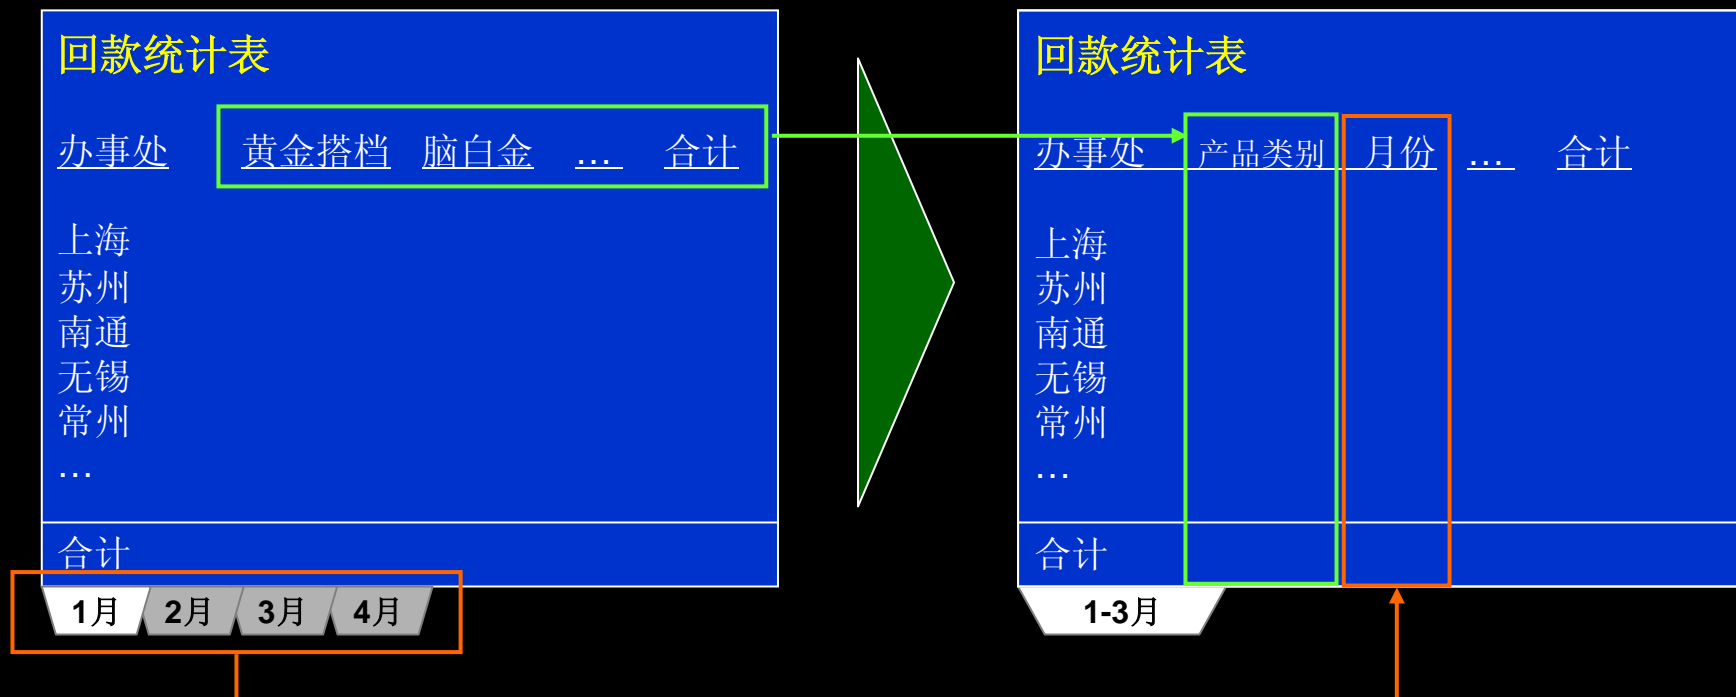 回款统计表
办事处 黄金搭档 脑白金 … 合计
上海
苏州
南通
无锡
常州
…
合计
1月 2月 3月 4月
回款统计表
办事处 产品类别 月份 … 合计
上海
苏州
南通
无锡
常州
…
合计
1-3月